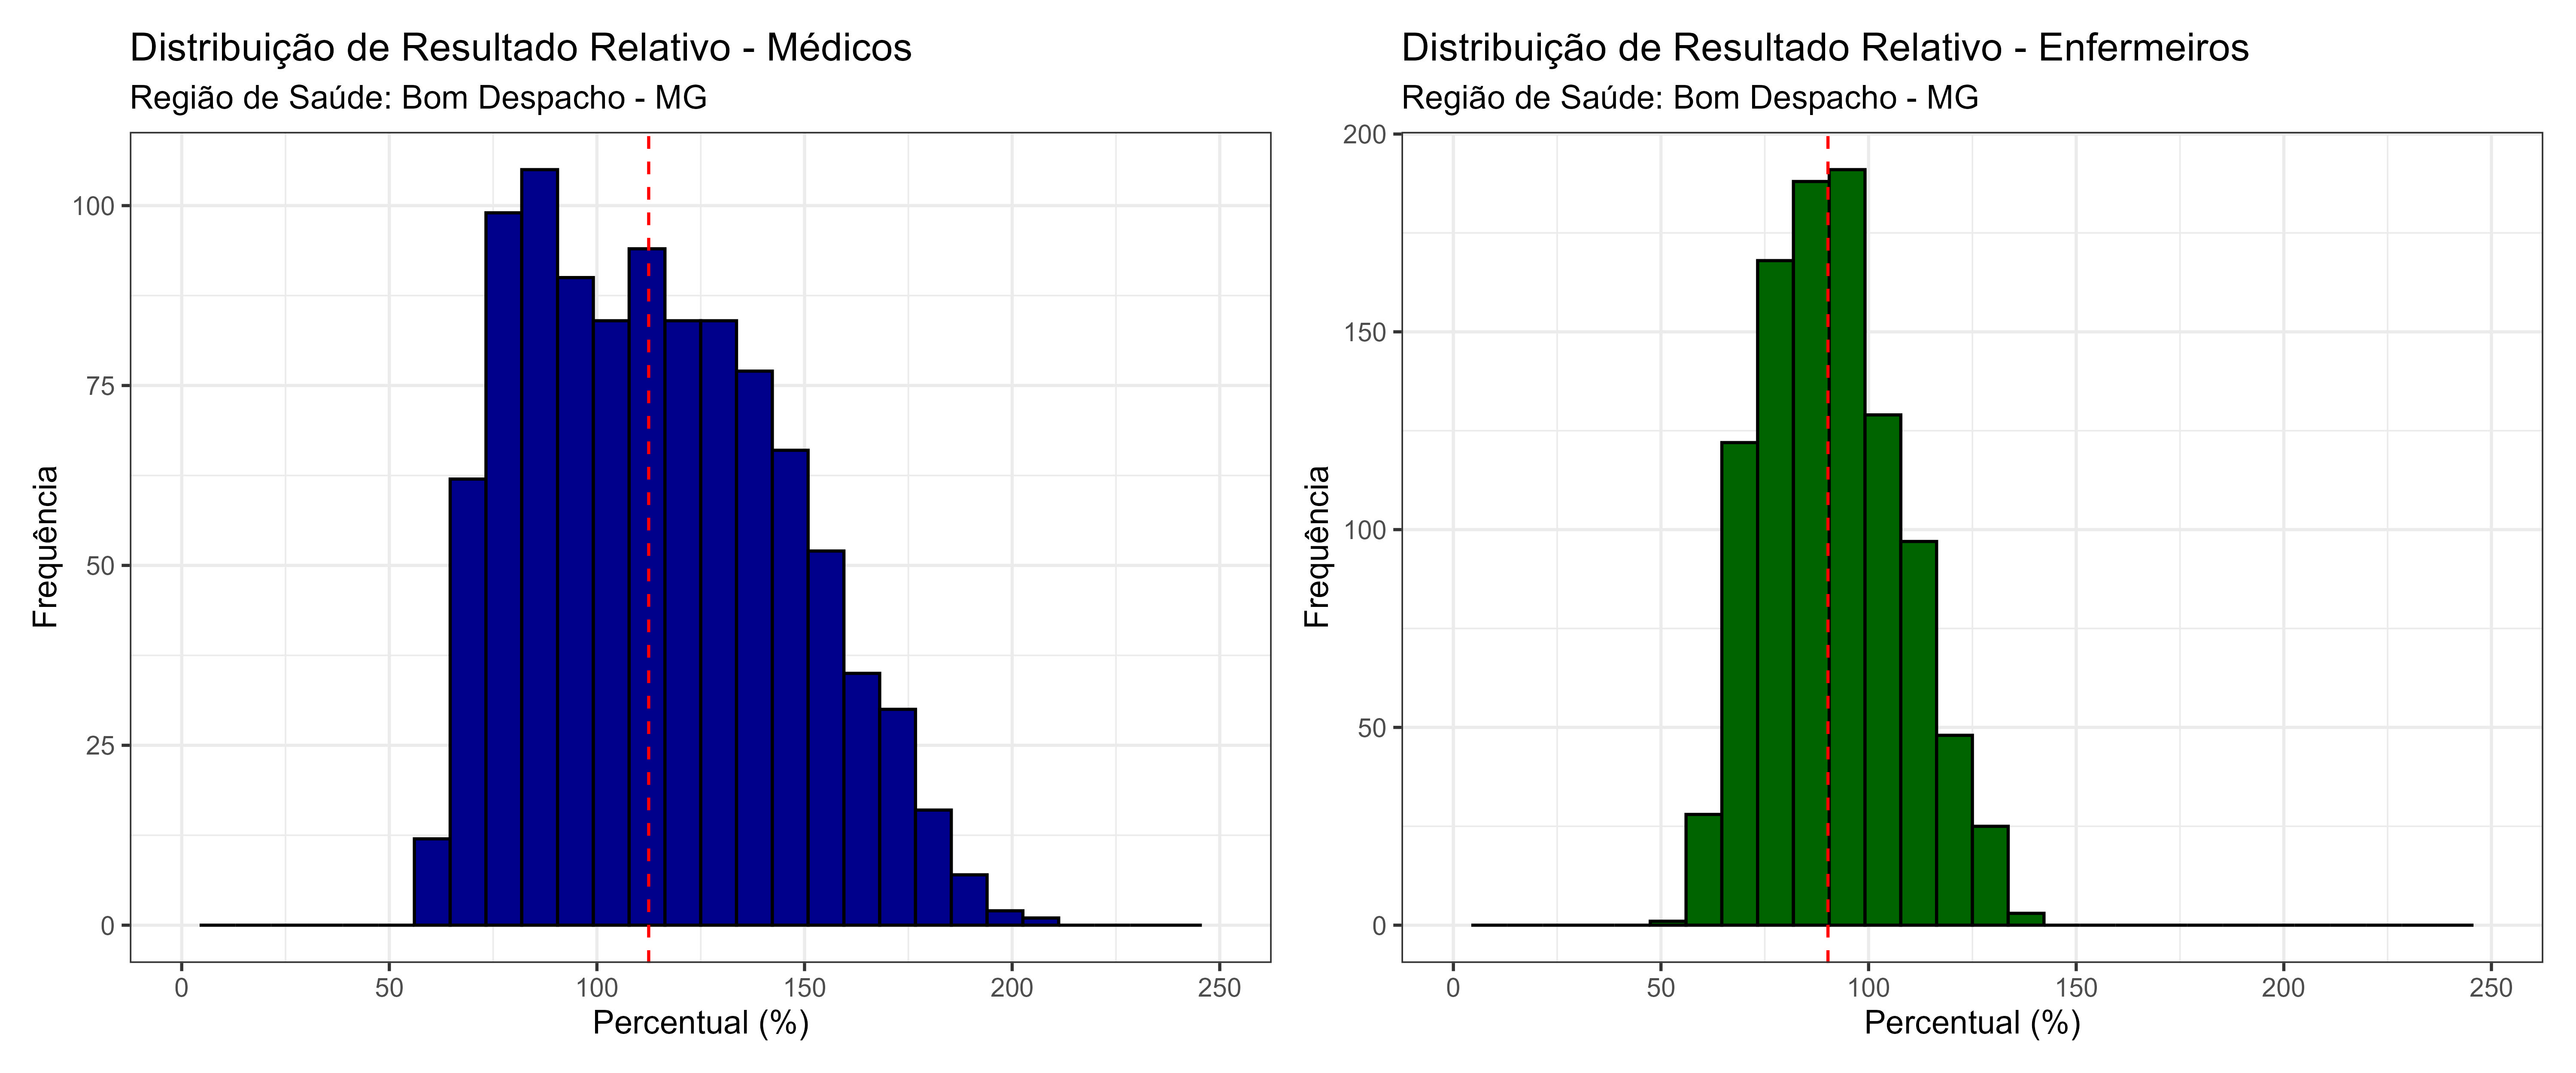 Distribuição de Resultado Relativo - Médicos
Região de Saúde: Bom Despacho - MG
Frequência
100
75
50
25
0
0 50 100 150 200 250
Percentual (%)
Distribuição de Resultado Relativo - Enfermeiros
Região de Saúde: Bom Despacho - MG
Frequência
200
150
100
50
0
0 50 100 150 200 250
Percentual (%)